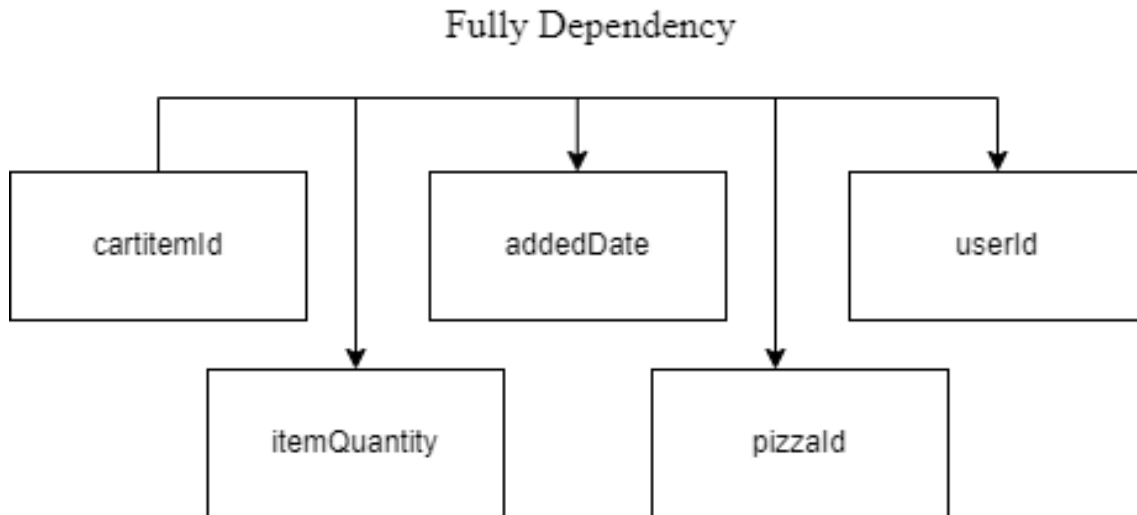 Fully Dependency
cartitemId
addedDate
userId
itemQuantity
pizzaId